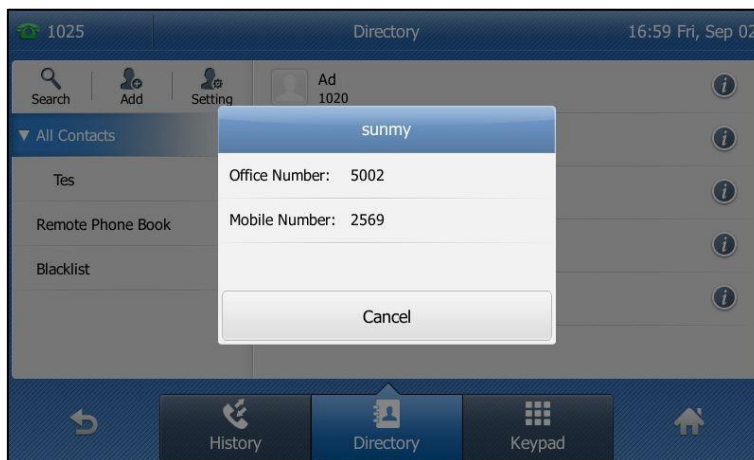 1025 Directory 16:59 Fri, Sep 02
Search Add Setting
Ad
1020
All Contacts
Tes
Remote Phone Book
Blacklist
sunmy
Office Number: 5002
Mobile Number: 2569
Cancel
History Directory Keypad